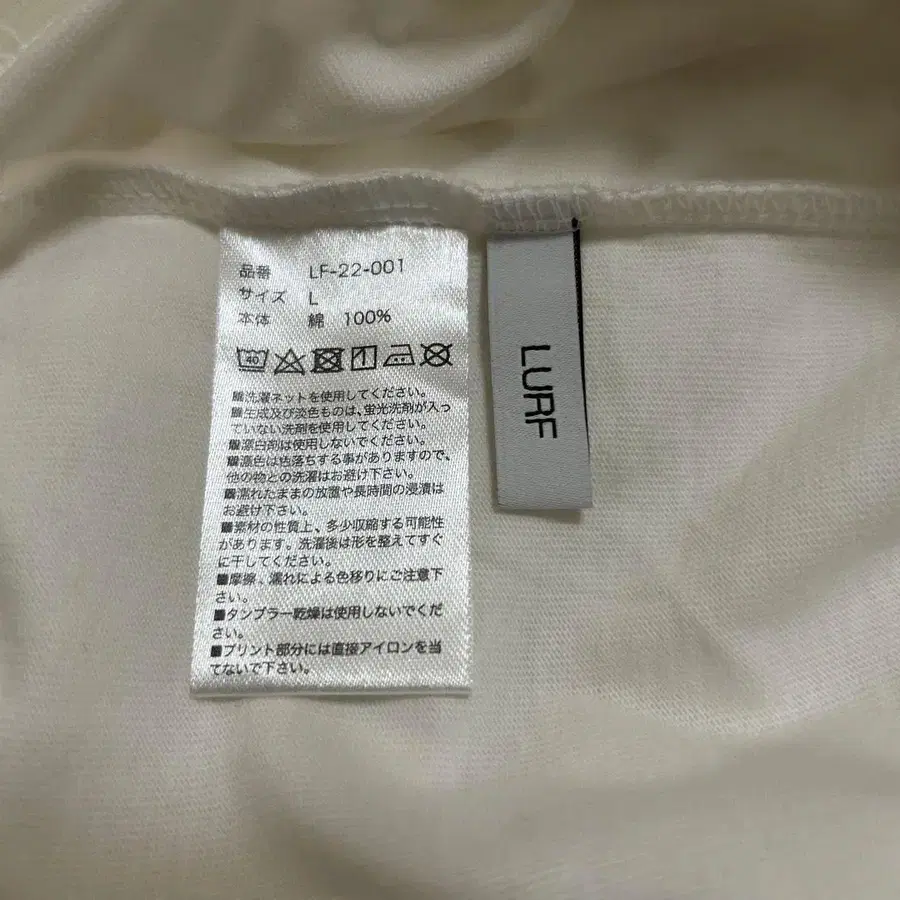 品番 LF-22-001
サイズ L
本体 綿 100%
40
■洗濯ネットを使用してください。
■生成及び淡色ものは、蛍光洗剤が入っ
ていない洗剤を使用してください。
■漂白剤は使用しないでください。
■濃色は色落ちする事がありますので、
他の物との洗濯はお避け下さい。
■濡れたままの放置や長時間の浸漬は
お避け下さい。
■素材の性質上、多少収縮する可能性
があります。洗濯後は形を整えてすぐ
に干してください。
■摩擦、濡れによる色移りにご注意下
さい。
■タンブラー乾燥は使用しないでくだ
さい。
■プリント部分には直接アイロンを当
てないで下さい。
LURF